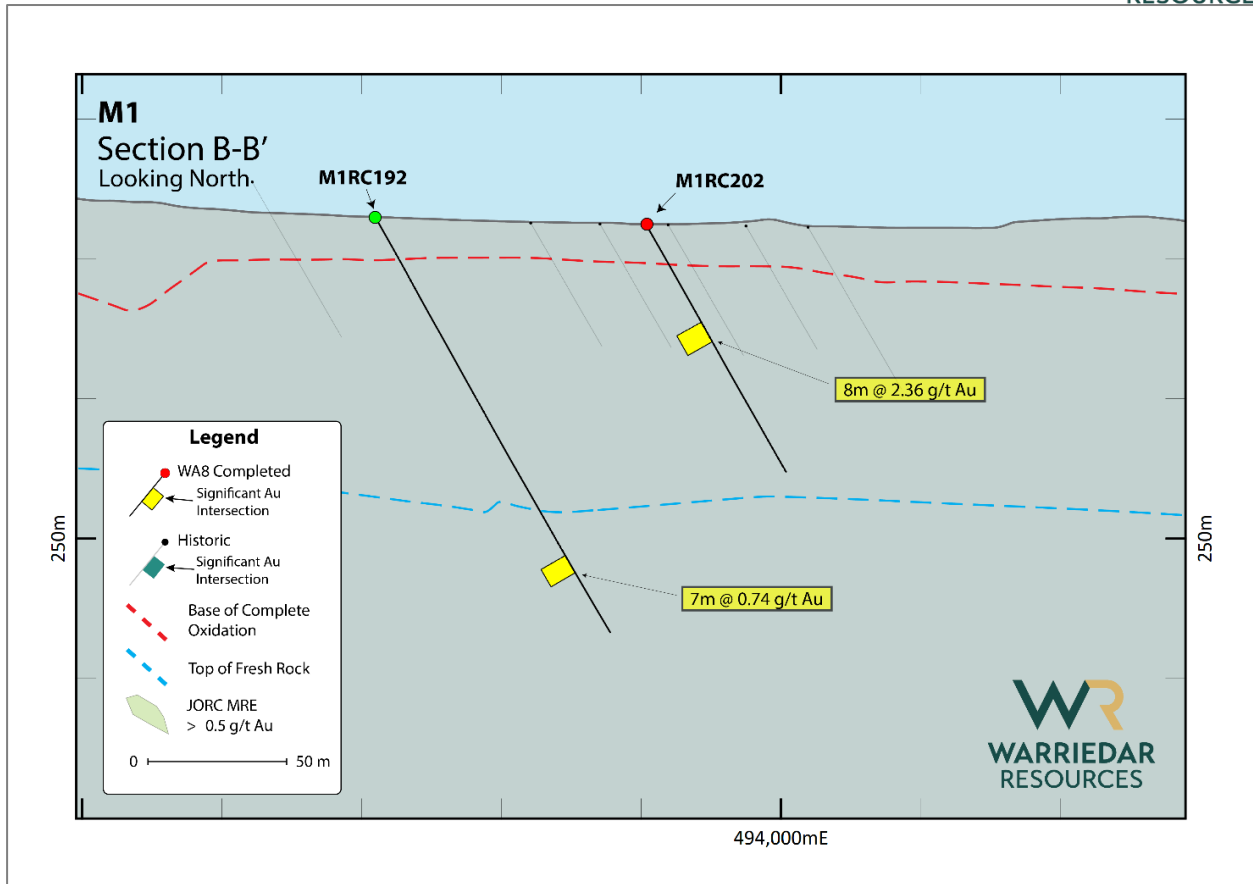 M1
Section B-B'
Looking North
M1RC192
M1RC202
8m @ 2.36 g/t Au
7m @ 0.74 g/t Au
250m
250m
Legend
WA8 Completed
Significant Au
Intersection
Historic
Significant Au
Intersection
Base of Complete
Oxidation
Top of Fresh Rock
JORC MRE
> 0.5 g/t Au
0
50 m
WR
WARRIEDAR
RESOURCES
494,000mE